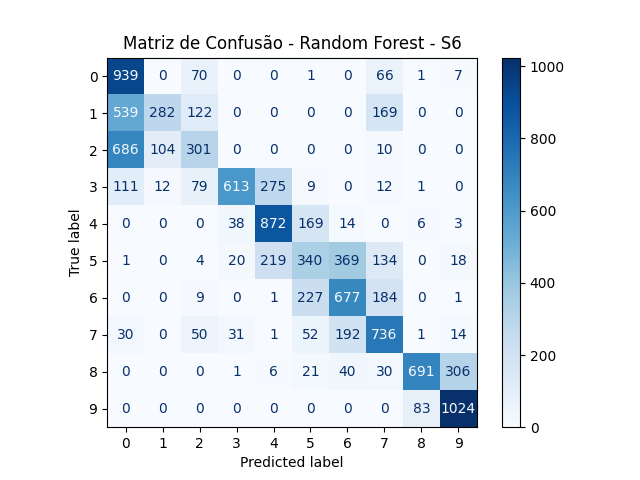 Matriz de Confusão - Random Forest - S6
0 939 0 70 0 0 1 0 66 1 7
1 539 282 122 0 0 0 0 169 0 0
2 686 104 301 0 0 0 0 10 0 0
3 111 12 79 613 275 9 0 12 1 0
4 0 0 0 38 872 169 14 0 6 3
5 1 0 4 20 219 340 369 134 0 18
6 0 0 9 0 1 227 677 184 0 1
7 30 0 50 31 1 52 192 736 1 14
8 0 0 0 1 6 21 40 30 691 306
9 0 0 0 0 0 0 0 0 83 1024
0 1 2 3 4 5 6 7 8 9
Predicted label
True label
1000
800
600
400
200
0